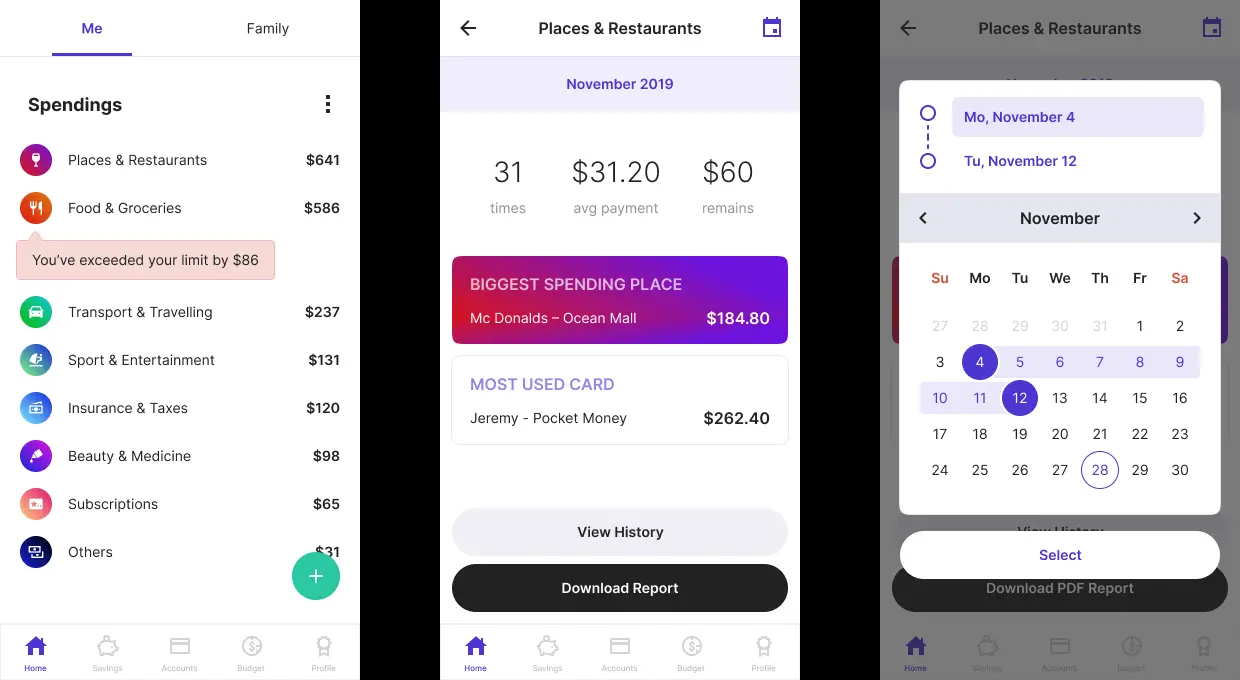 Me Family
Spendings
Places & Restaurants $641
Food & Groceries $586
You've exceeded your limit by $86
Transport & Travelling $237
Sport & Entertainment $131
Insurance & Taxes $120
Beauty & Medicine $98
Subscriptions $65
Others $31
Home Savings Accounts Budget Profile
Places & Restaurants
November 2019
31 $31.20 $60
times avg payment remains
BIGGEST SPENDING PLACE
Mc Donalds – Ocean Mall $184.80
MOST USED CARD
Jeremy - Pocket Money $262.40
View History
Download Report
Home Savings Accounts Budget Profile
Places & Restaurants
November 2019
Mo, November 4
Tu, November 12
November
Su Mo Tu We Th Fr Sa
27 28 29 30 31 1 2
3 4 5 6 7 8 9
10 11 12 13 14 15 16
17 18 19 20 21 22 23
24 25 26 27 28 29 30
View History
Select
Download PDF Report
Home Savings Accounts Budget Profile